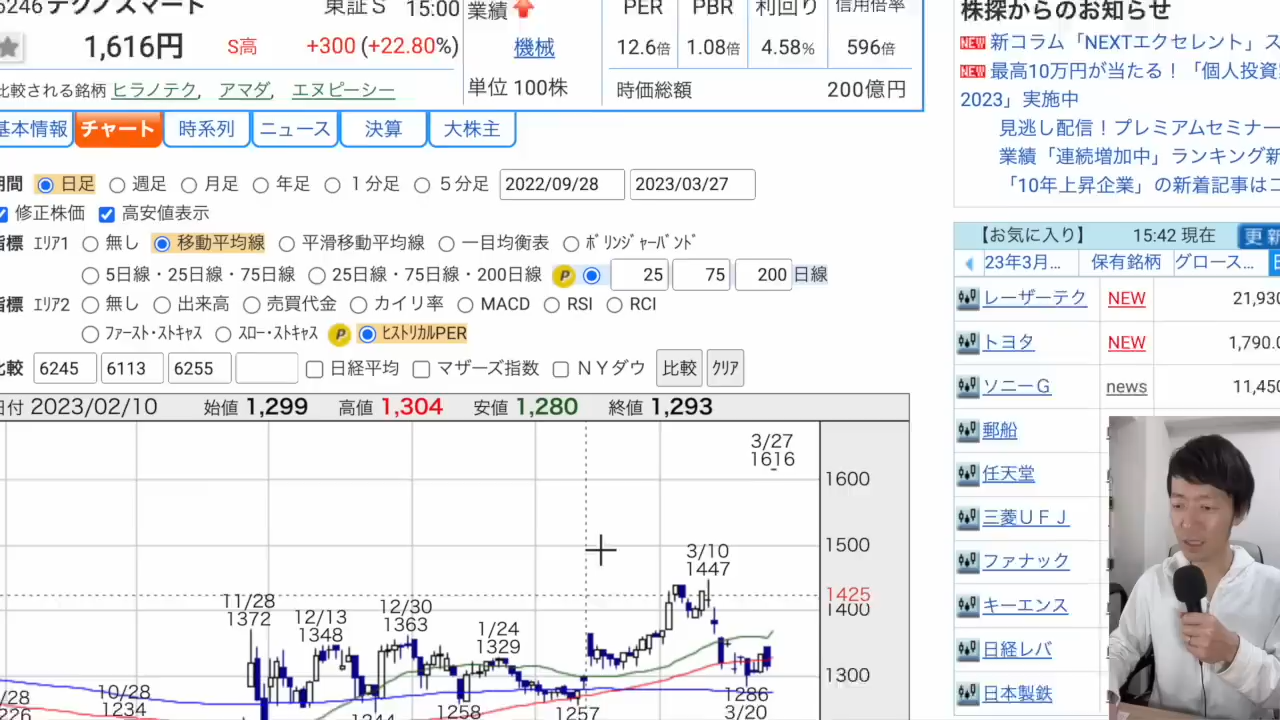 6246 テクノスマート 東証Ｓ 15:00 業績
PER PBR 利回り 信用倍率
1,616円 S高 +300 (+22.80%) 機械
12.6倍 1.08倍 4.58% 596倍
比較される銘柄 ヒラノテク, アマダ, エヌピーシー 単位 100株
時価総額 200億円
基本情報 チャート 時系列 ニュース 決算 大株主
期間 日足 週足 月足 年足 １分足 ５分足 2022/09/28 2023/03/27
修正株価 高安値表示
指標 ｴﾘｱ1 無し 移動平均線 平滑移動平均線 一目均衡表 ﾎﾞﾘﾝｼﾞｬｰﾊﾞﾝﾄﾞ
5日線・25日線・75日線 25日線・75日線・200日線 P 25 75 200 日線
指標 ｴﾘｱ2 無し 出来高 売買代金 カイリ率 MACD RSI RCI
ﾌｧｰｽﾄ･ｽﾄｷｬｽ ｽﾛｰ･ｽﾄｷｬｽ P ﾋｽﾄﾘｶﾙPER
比較 6245 6113 6255 日経平均 マザーズ指数 ＮＹダウ 比較 ｸﾘｱ
日付 2023/02/10 始値 1,299 高値 1,304 安値 1,280 終値 1,293
3/27
1616
1600
1500
3/10
1447
1425
1400
11/28
1372
12/13
1348
12/30
1363
1/24
1329
1300
10/28
1234
1258
1257
1286
3/20
株探からのお知らせ
NEW 新コラム「NEXTエクセレント」ス
NEW 最高10万円が当たる！「個人投資
2023」実施中
見逃し配信！プレミアムセミナー
業績「連続増加中」ランキング新
「10年上昇企業」の新着記事はコ
【お気に入り】 15:42 現在 更新
23年3月... 保有銘柄 グロース...
レーザーテク NEW 21,930
トヨタ NEW 1,790.0
ソニーＧ news 11,450
郵船
任天堂
三菱ＵＦＪ
ファナック
キーエンス
日経レバ
日本製鉄